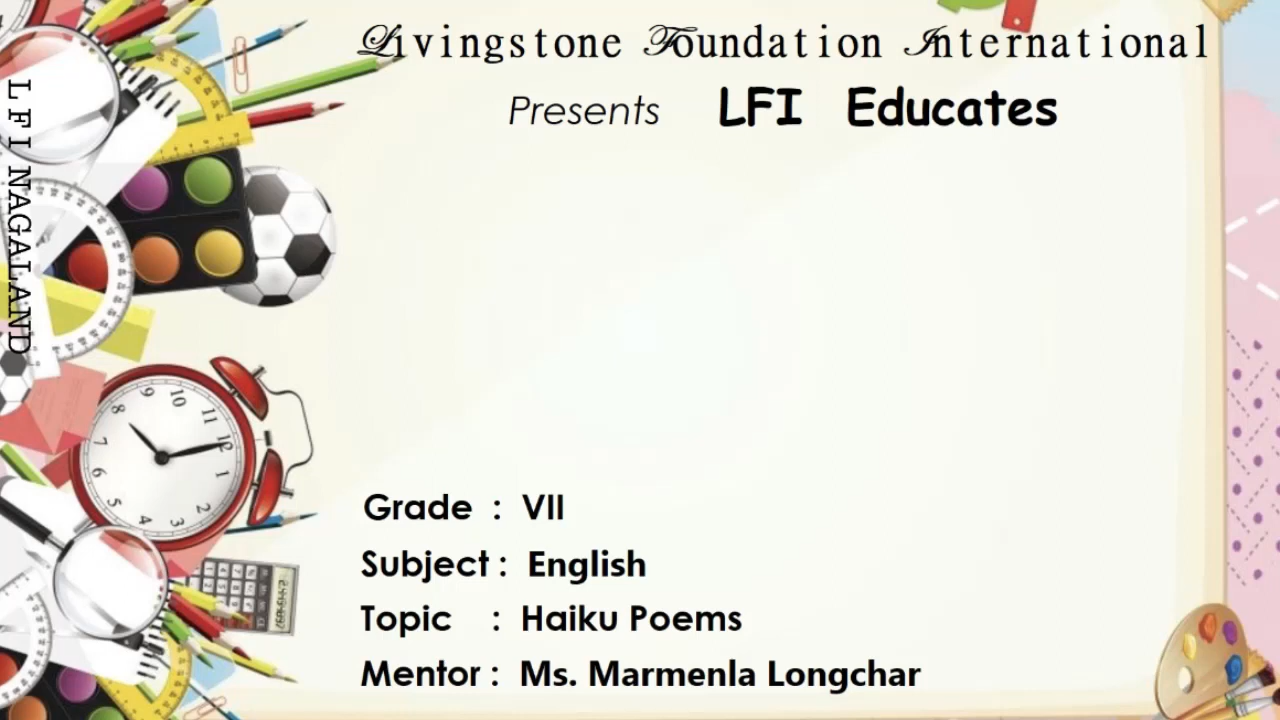 Livingstone Foundation International
Presents LFI Educates
LFI NAGALAND
Grade : VII
Subject : English
Topic : Haiku Poems
Mentor : Ms. Marmenla Longchar